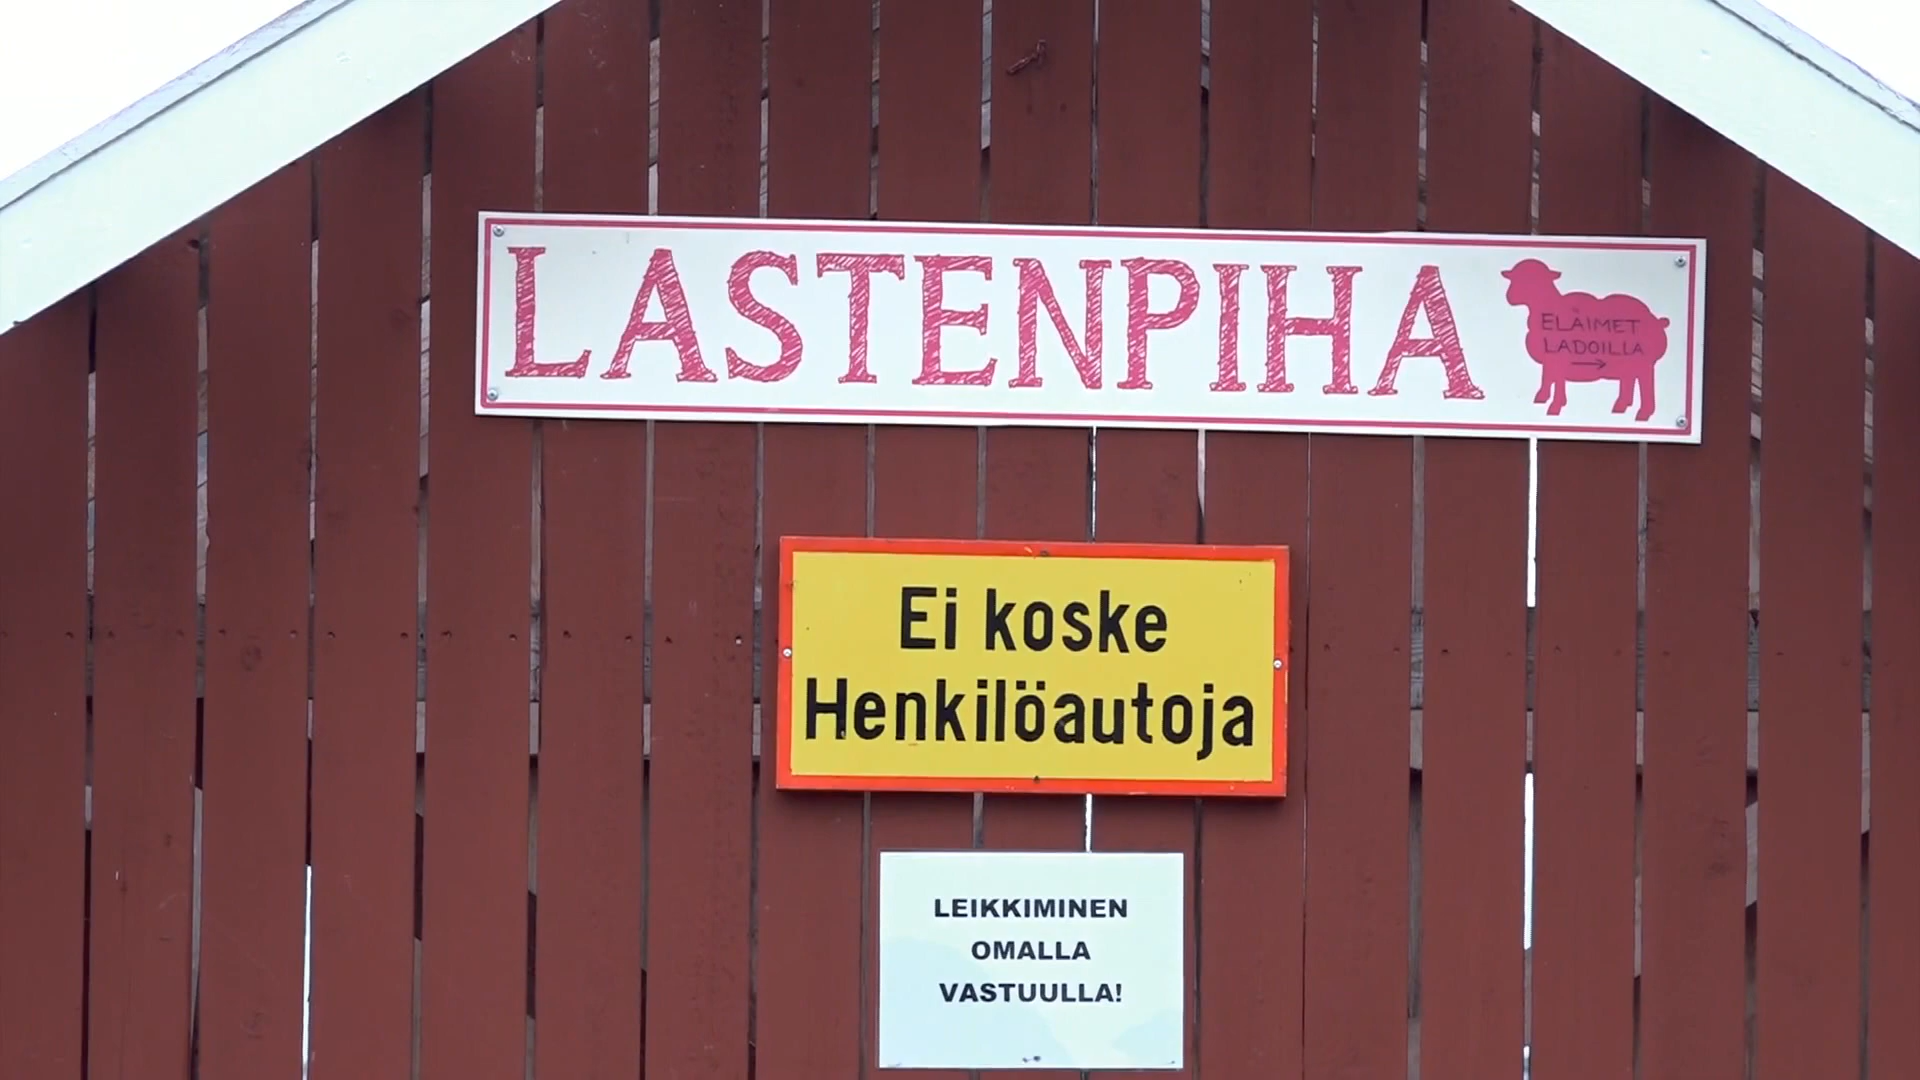 LASTENPIHA
ELÄIMET
LADOILLA
→
Ei koske
Henkilöautoja
LEIKKIMINEN
OMALLA
VASTUULLA!